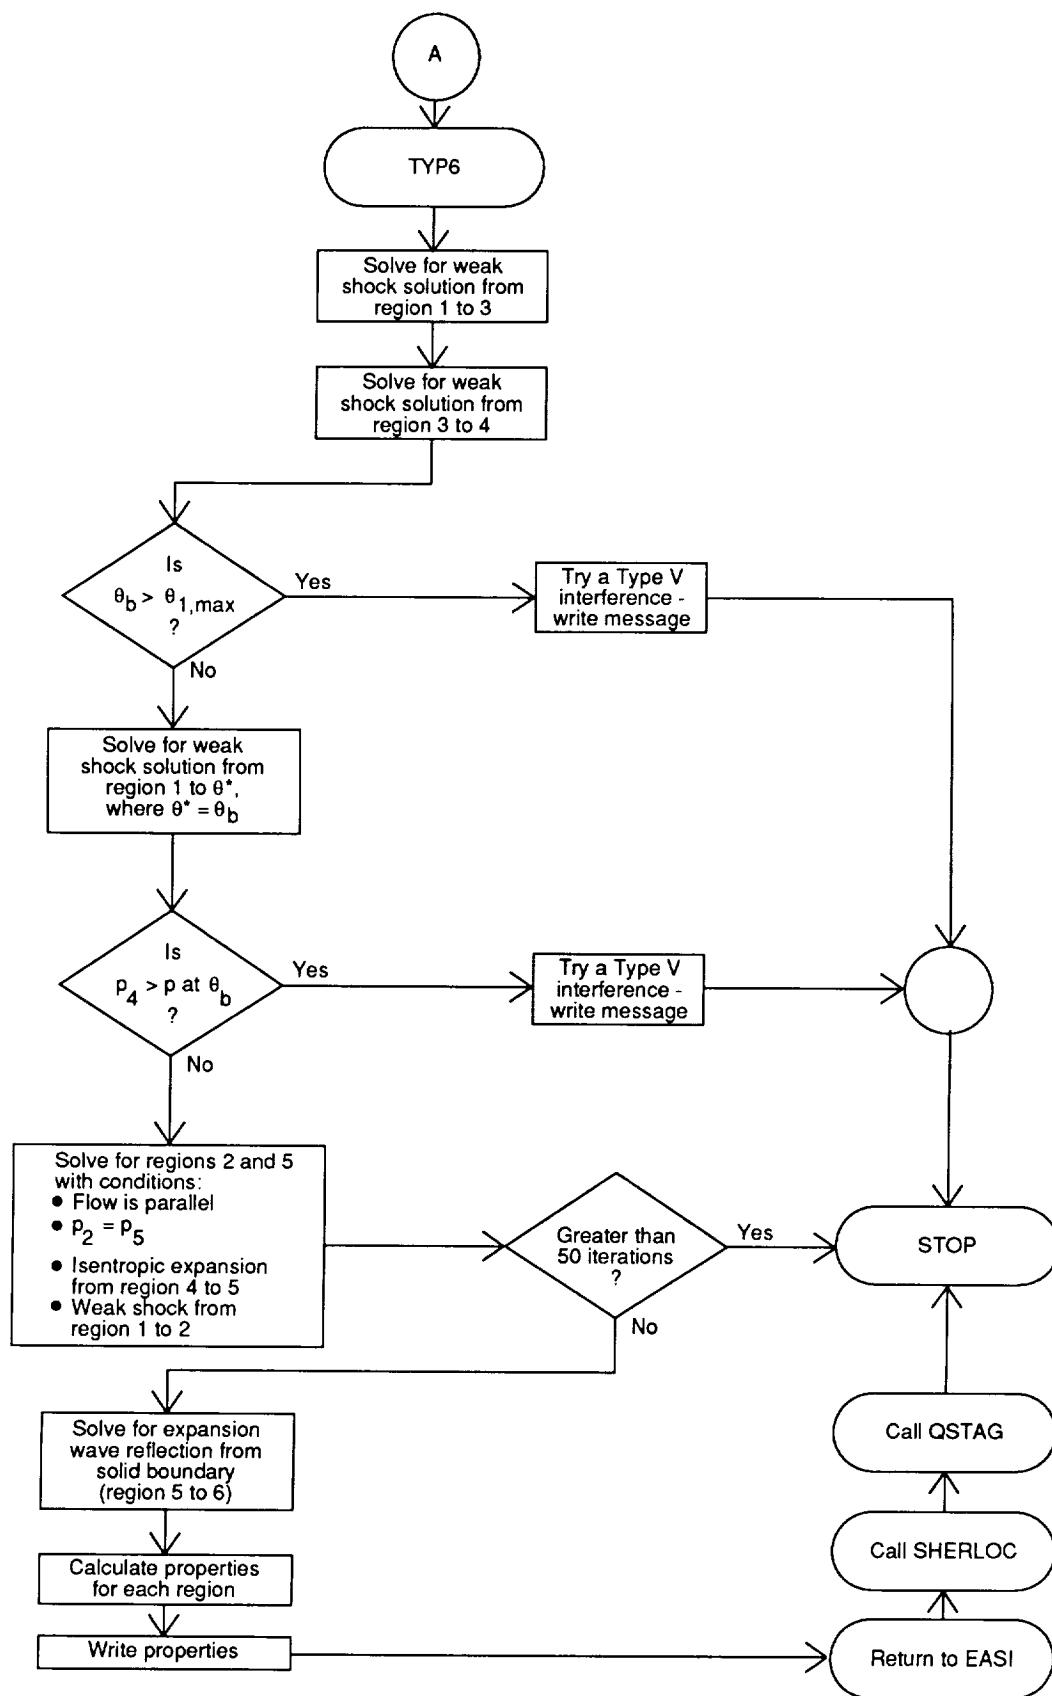 A
TYP6
Solve for weak
shock solution from
region 1 to 3
Solve for weak
shock solution from
region 3 to 4
Is
θb > θ1,max
?
Yes
Try a Type V
interference -
write message
No
Solve for weak
shock solution from
region 1 to θ*,
where θ* = θb
Is
p4 > p at θb
?
Yes
Try a Type V
interference -
write message
No
Solve for regions 2 and 5
with conditions:
● Flow is parallel
● p2 = p5
● Isentropic expansion
from region 4 to 5
● Weak shock from
region 1 to 2
Greater than
50 iterations
?
Yes
STOP
No
Solve for expansion
wave reflection from
solid boundary
(region 5 to 6)
Calculate properties
for each region
Write properties
Call QSTAG
Call SHERLOC
Return to EASI